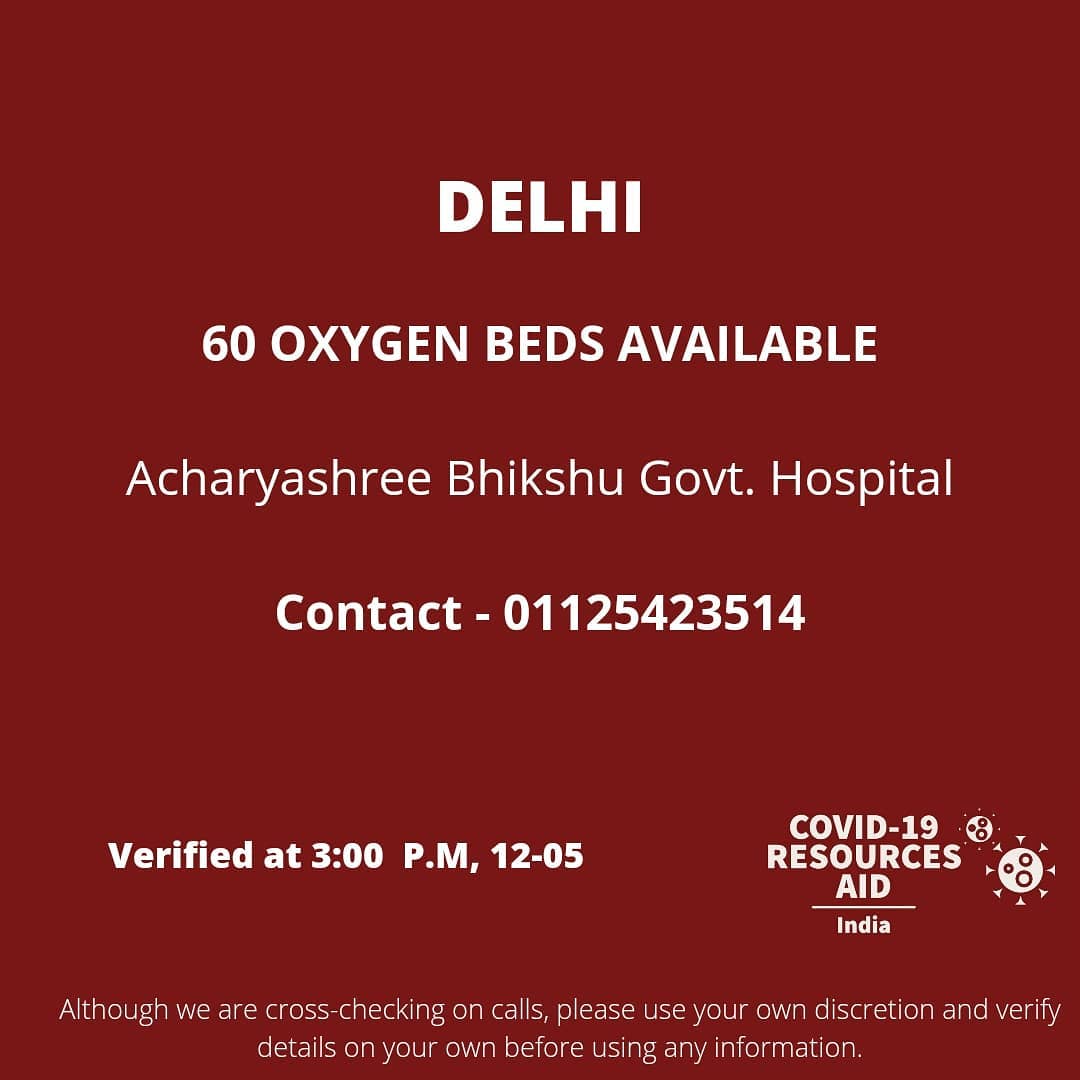 DELHI
60 OXYGEN BEDS AVAILABLE
Acharyashree Bhikshu Govt. Hospital
Contact - 01125423514
Verified at 3:00  P.M, 12-05
COVID-19
RESOURCES
AID
India
Although we are cross-checking on calls, please use your own discretion and verify
details on your own before using any information.